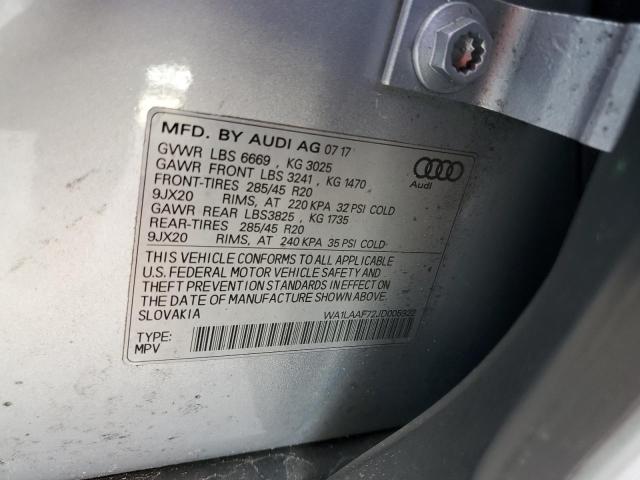 MFD. BY AUDI AG 07 17
GVWR LBS 6669 , KG 3025
GAWR FRONT LBS 3241 , KG 1470
FRONT-TIRES 285/45 R20
9JX20 RIMS, AT 220 KPA 32 PSI COLD
GAWR REAR LBS3825 , KG 1735
REAR-TIRES 285/45 R20
9JX20 RIMS, AT 240 KPA 35 PSI COLD
Audi
THIS VEHICLE CONFORMS TO ALL APPLICABLE
U.S. FEDERAL MOTOR VEHICLE SAFETY AND
THEFT PREVENTION STANDARDS IN EFFECT ON
THE DATE OF MANUFACTURE SHOWN ABOVE.
SLOVAKIA WA1LAAF72JD005922
TYPE:
MPV